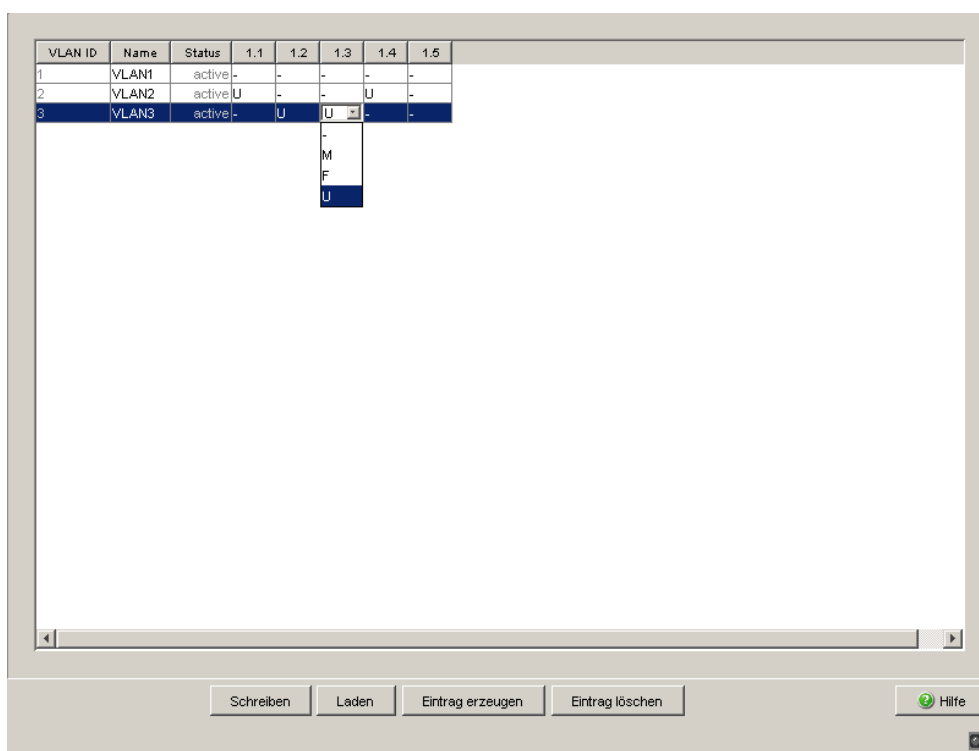 VLAN ID Name Status 1.1 1.2 1.3 1.4 1.5
1 VLAN1 active - - - - -
2 VLAN2 active U - - U -
3 VLAN3 active - U U - -
-
M
F
U
Schreiben Laden Eintrag erzeugen Eintrag löschen Hilfe